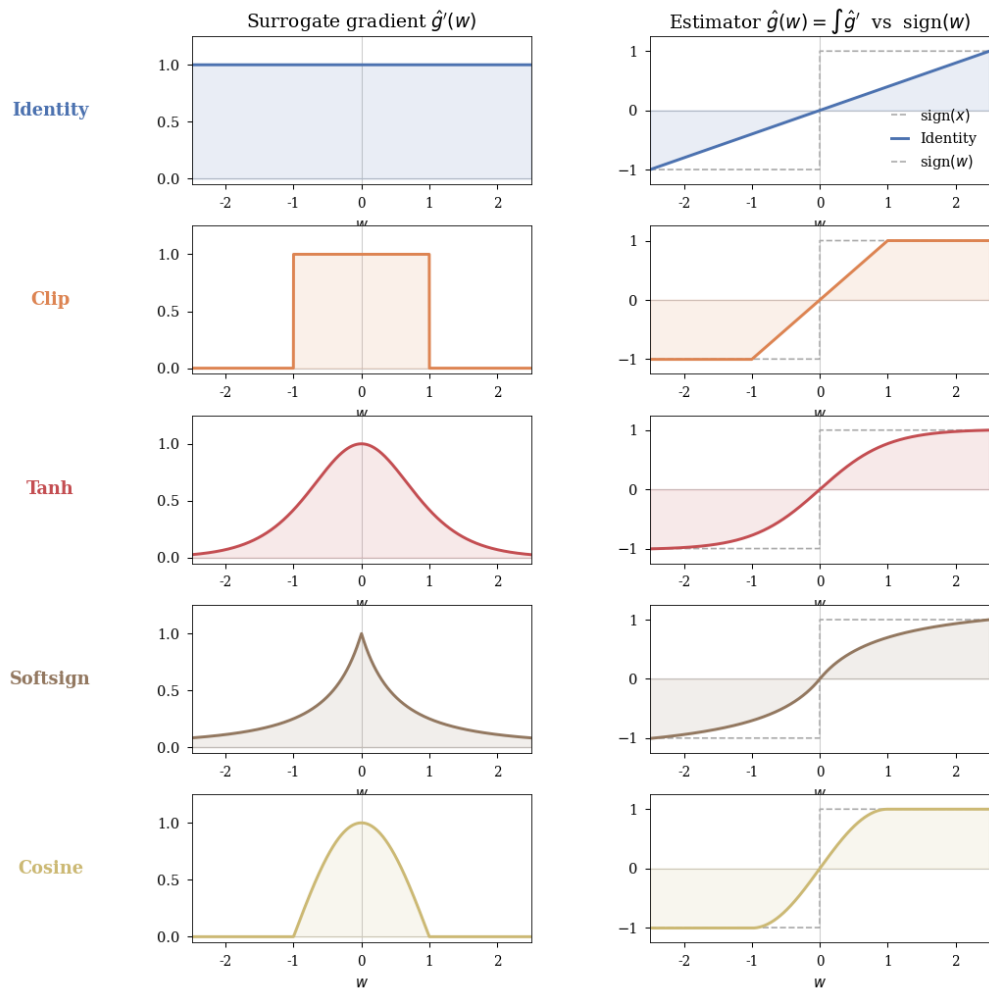 Surrogate gradient ĝ′(w)
Estimator ĝ(w) = ∫ĝ′ vs sign(w)
Identity
1.0
0.5
0.0
-2 -1 0 1 2
w
1
0
−1
-2 -1 0 1 2
w
sign(x)
Identity
sign(w)
Clip
1.0
0.5
0.0
-2 -1 0 1 2
w
1
0
−1
-2 -1 0 1 2
w
Tanh
1.0
0.5
0.0
-2 -1 0 1 2
w
1
0
−1
-2 -1 0 1 2
w
Softsign
1.0
0.5
0.0
-2 -1 0 1 2
w
1
0
−1
-2 -1 0 1 2
w
Cosine
1.0
0.5
0.0
-2 -1 0 1 2
w
1
0
−1
-2 -1 0 1 2
w